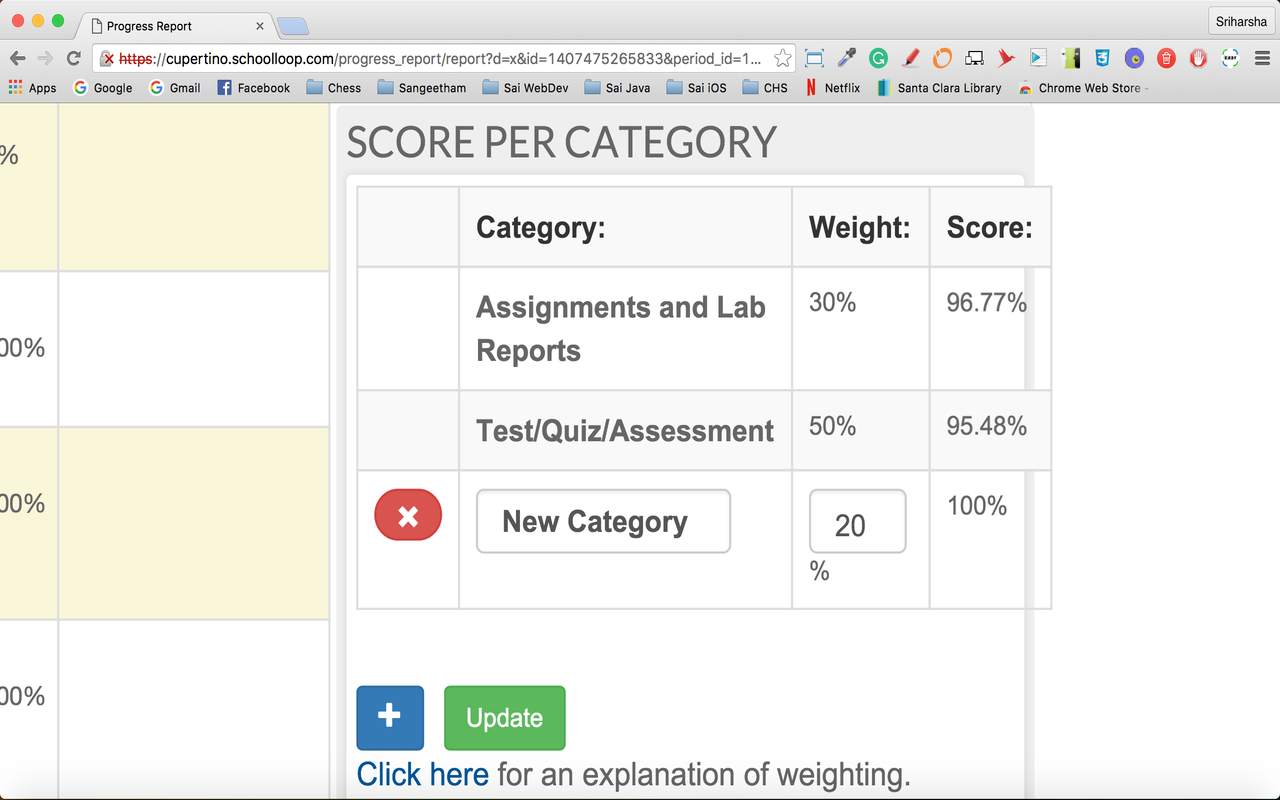 Progress Report
Sriharsha
https://cupertino.schoolloop.com/progress_report/report?d=x&id=1407475265833&period_id=1...
Apps Google Gmail Facebook Chess Sangeetham Sai WebDev Sai Java Sai iOS CHS Netflix Santa Clara Library Chrome Web Store -
%
00%
00%
00%
SCORE PER CATEGORY
Category: Weight: Score:
Assignments and Lab Reports 30% 96.77%
Test/Quiz/Assessment 50% 95.48%
New Category 20 % 100%
Update
Click here for an explanation of weighting.